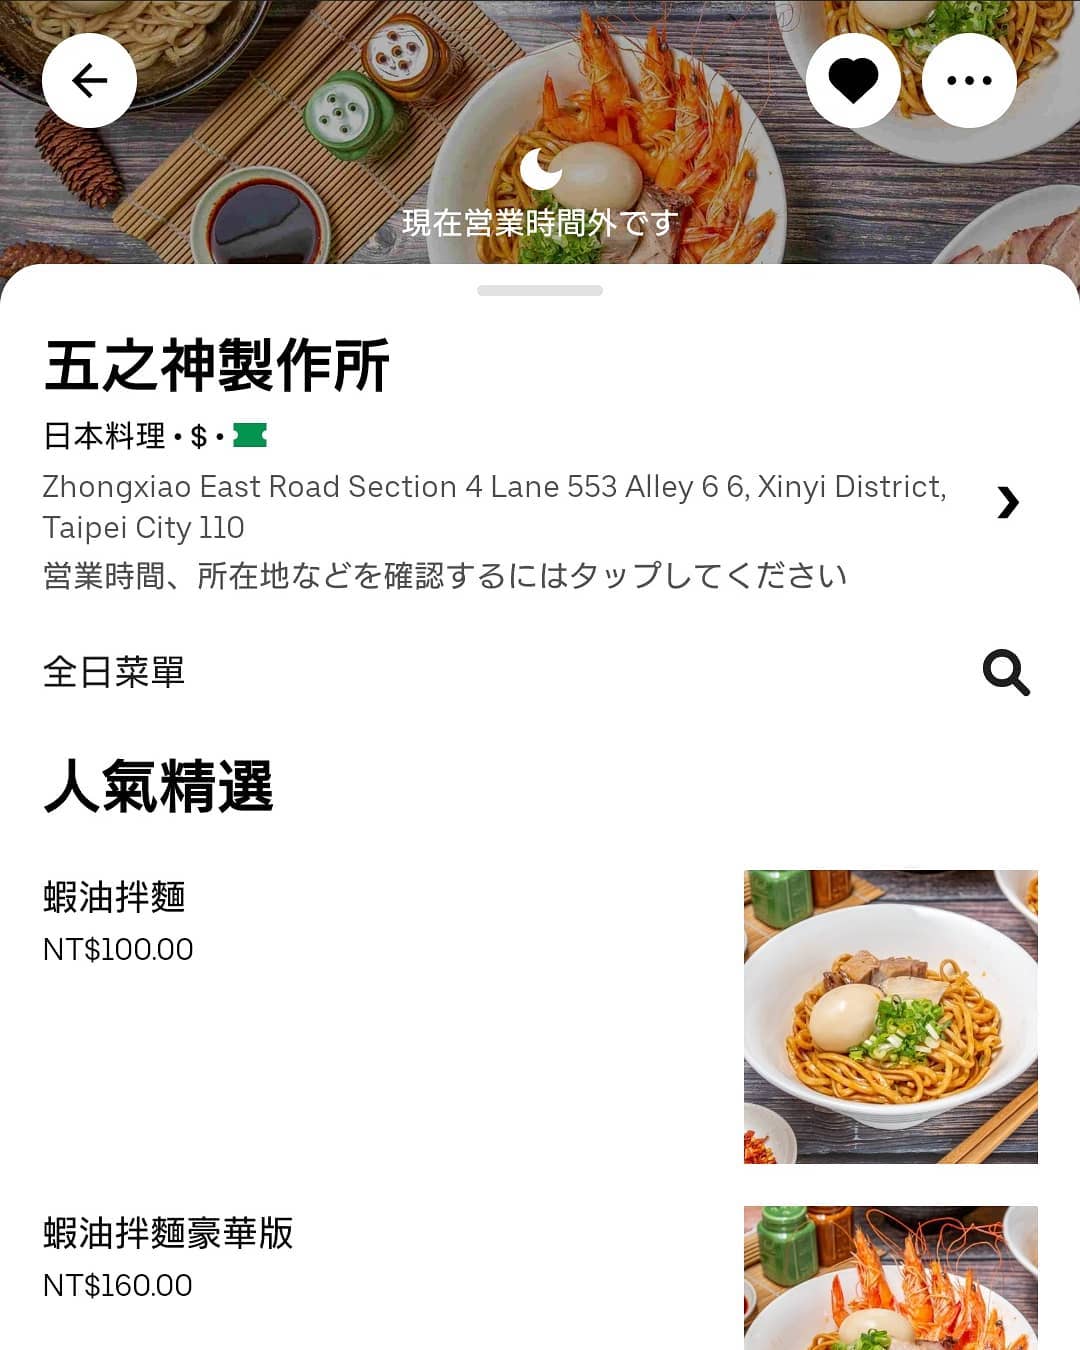 現在営業時間外です
五之神製作所
日本料理 • $ •
Zhongxiao East Road Section 4 Lane 553 Alley 6 6, Xinyi District,
Taipei City 110
営業時間、所在地などを確認するにはタップしてください
全日菜單
人氣精選
蝦油拌麵
NT$100.00
蝦油拌麵豪華版
NT$160.00